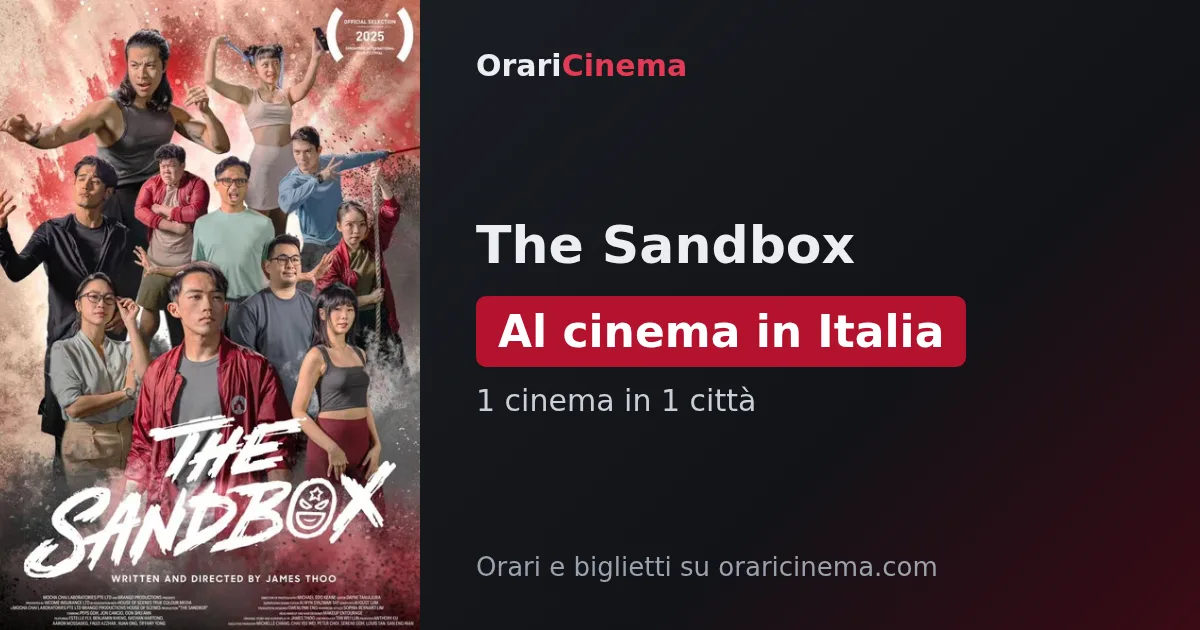 OFFICIAL SELECTION
2025
THE
SANDBOX
WRITTEN AND DIRECTED BY JAMES THOO
OrariCinema
The Sandbox
Al cinema in Italia
1 cinema in 1 città
Orari e biglietti su oraricinema.com